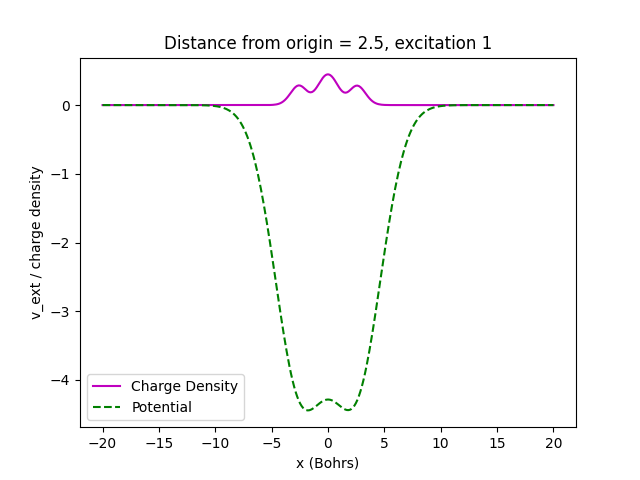 Distance from origin = 2.5, excitation 1
v_ext / charge density
0
−1
−2
−3
−4
Charge Density
Potential
−20
−15
−10
−5
0
5
10
15
20
x (Bohrs)